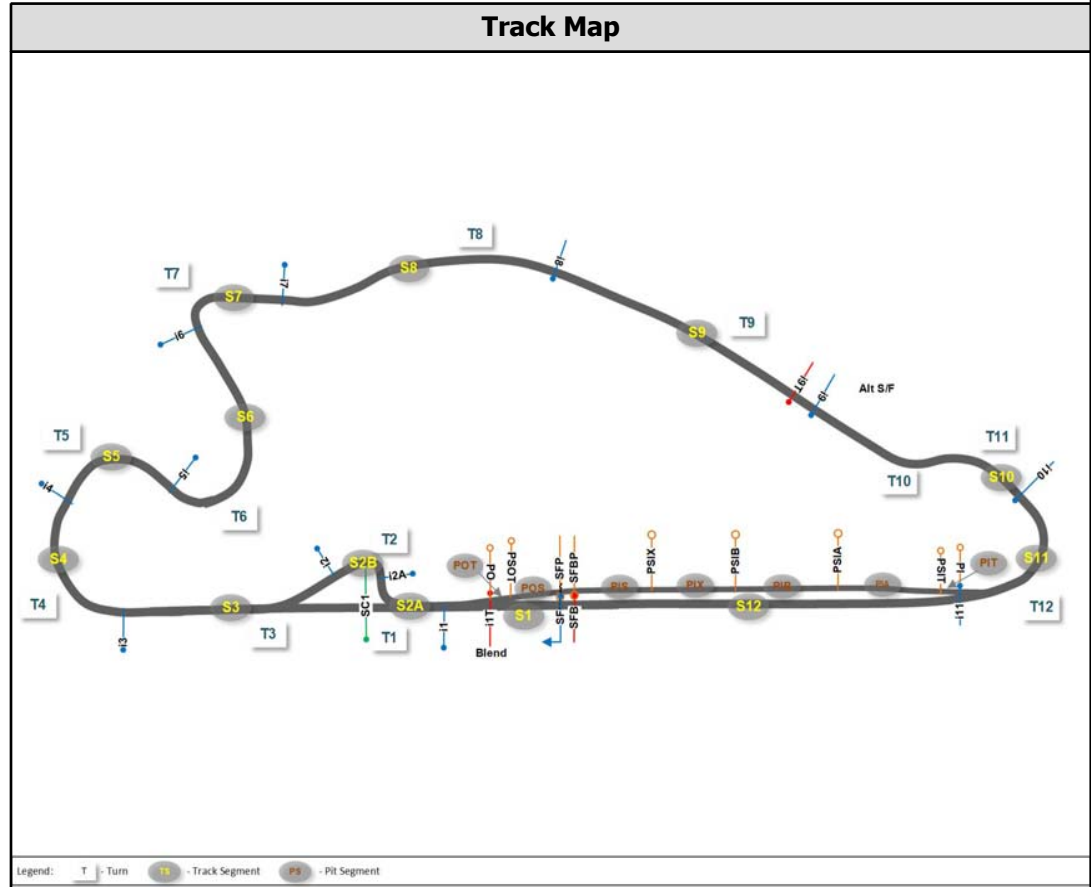 Track Map
T8
T7
i7
i8
S8
S7
T9
i6
S9
i9T
i9
Alt S/F
S6
T5
T11
S5
i5
S10
i10
i4
T10
T6
T2
S4
i2
S2B
i2A
POT
PO
PSOT
SFP
SFBP
PSIX
PSIB
PSIA
PSIT
PI
PIT
S11
POS
PIS
PIX
PIB
PIA
T4
S3
SC1
S2A
i1T
S1
SF
SFB
S12
i11
T12
T3
T1
i3
i1
Blend
Legend: T - Turn TS - Track Segment PS - Pit Segment